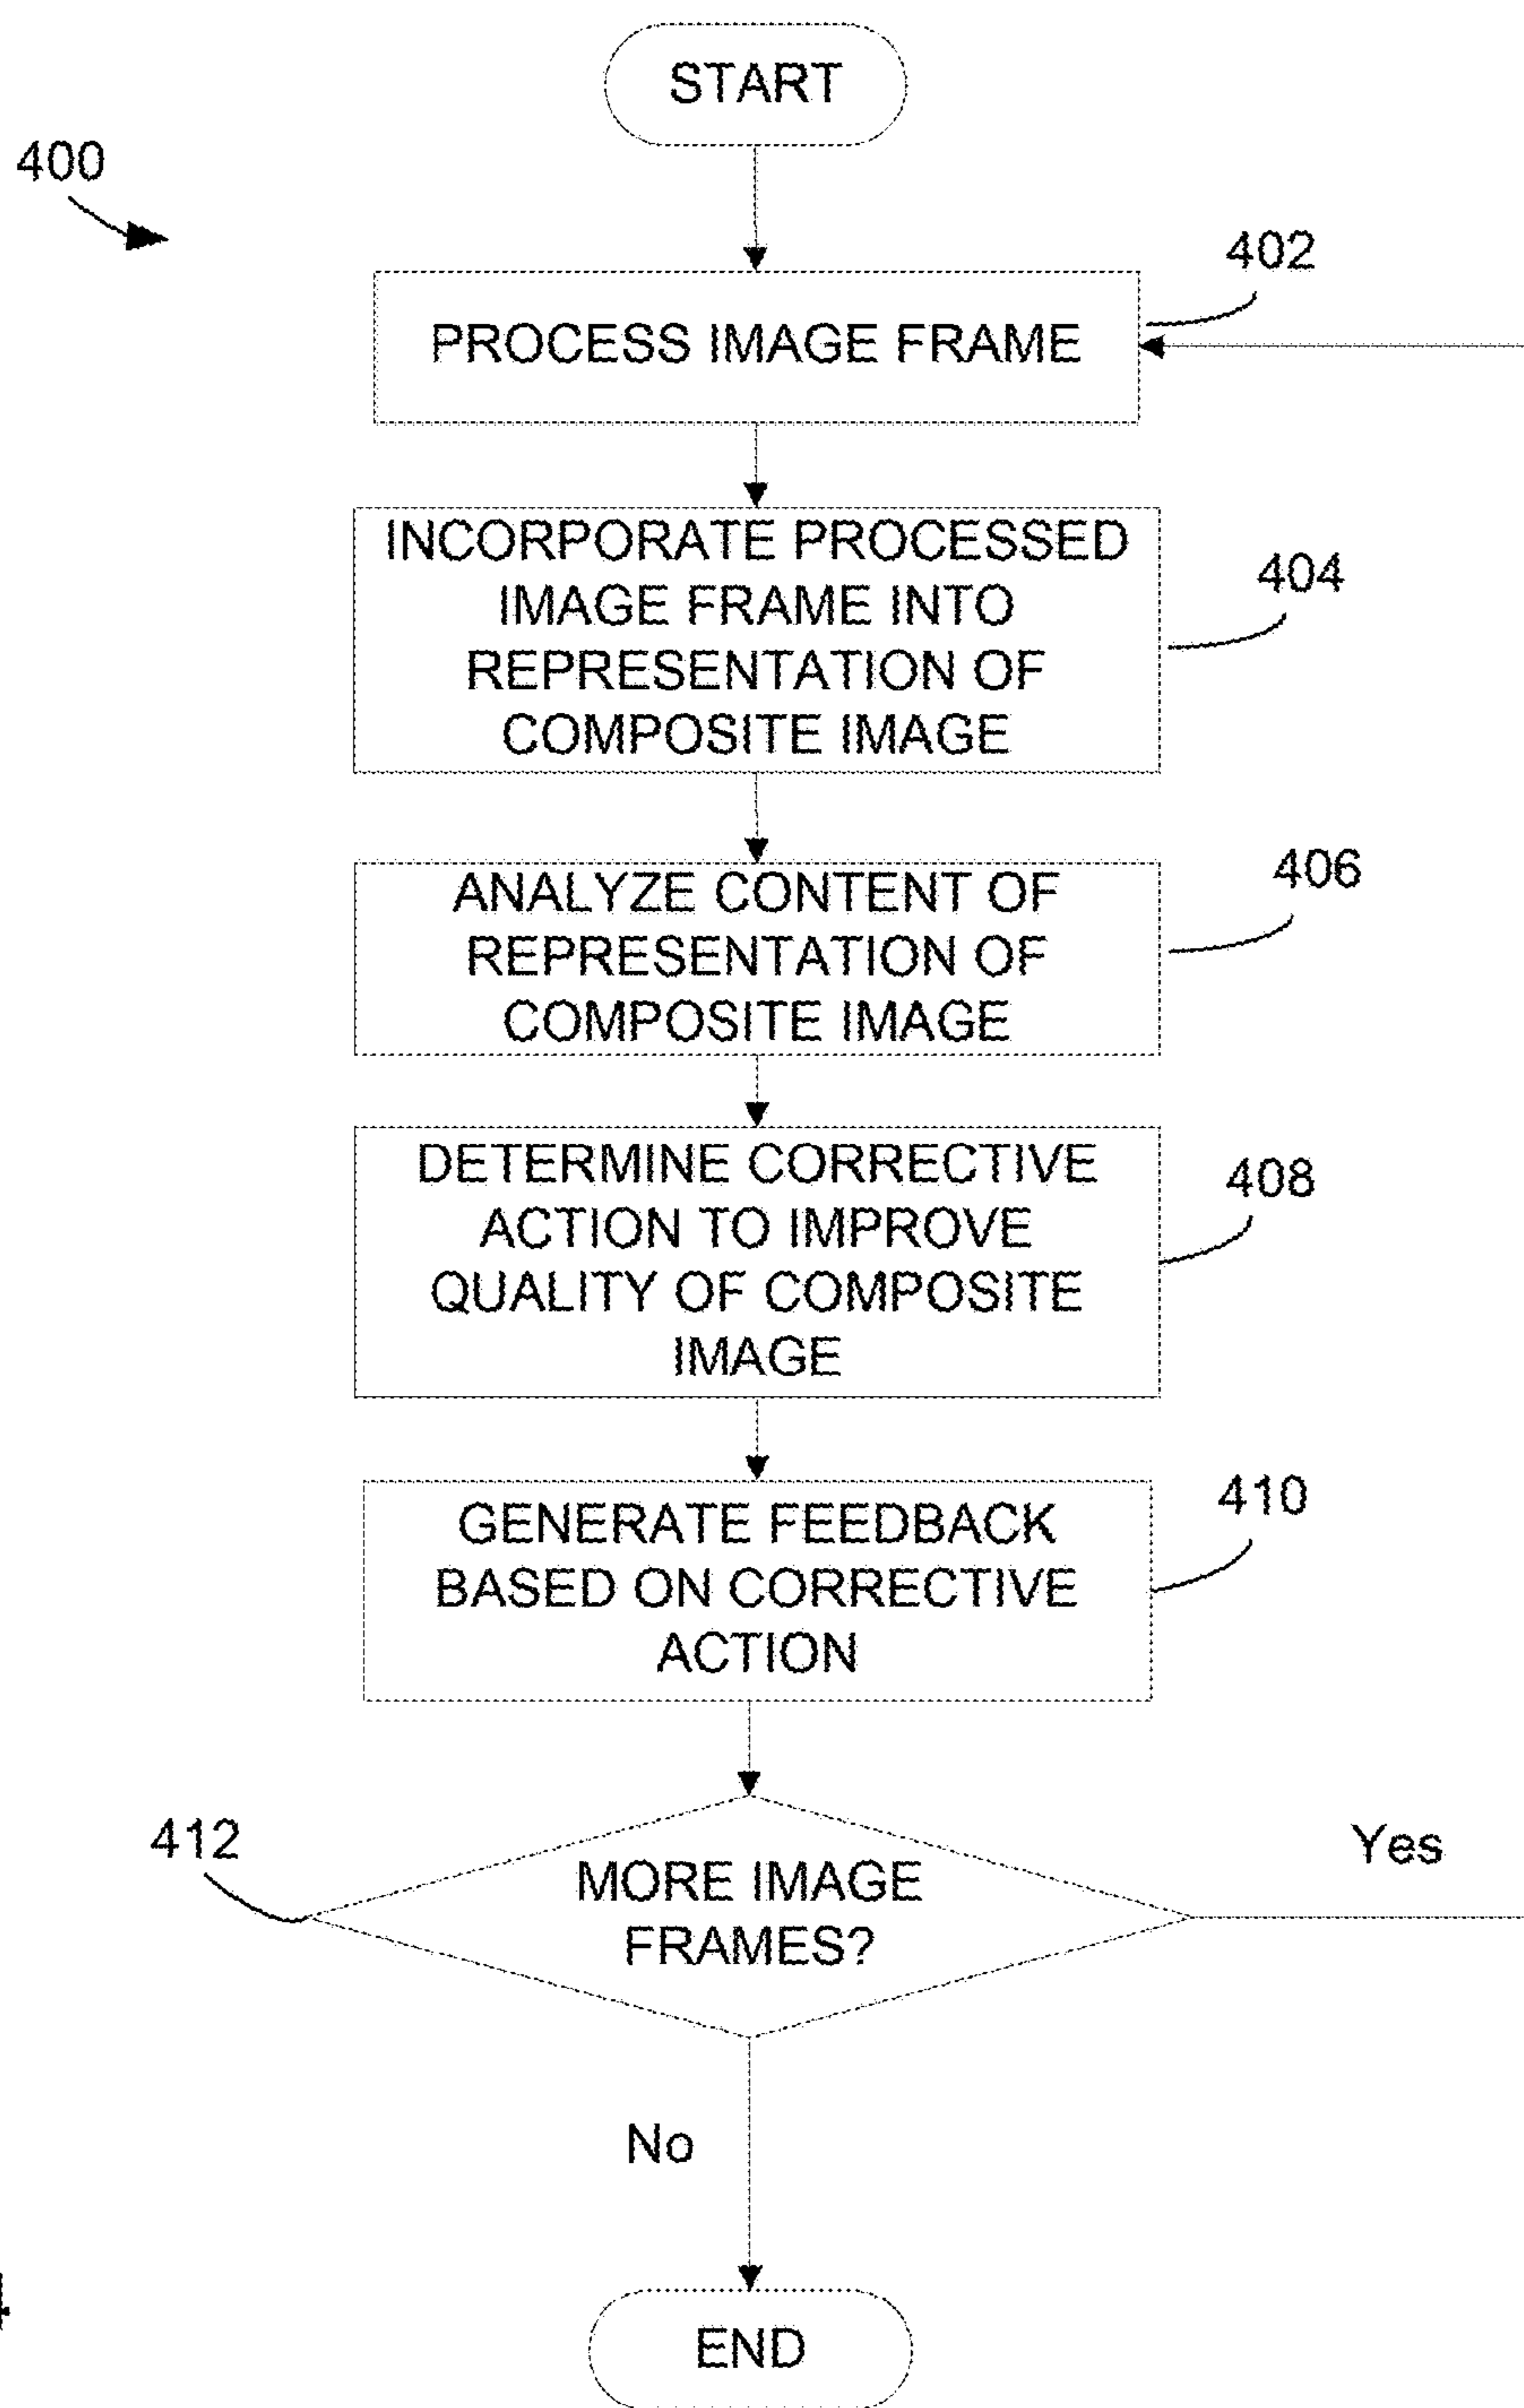 START
400
402
PROCESS IMAGE FRAME
INCORPORATE PROCESSED
IMAGE FRAME INTO
REPRESENTATION OF
COMPOSITE IMAGE
404
ANALYZE CONTENT OF
REPRESENTATION OF
COMPOSITE IMAGE
406
DETERMINE CORRECTIVE
ACTION TO IMPROVE
QUALITY OF COMPOSITE
IMAGE
408
GENERATE FEEDBACK
BASED ON CORRECTIVE
ACTION
410
412
MORE IMAGE
FRAMES?
Yes
No
END